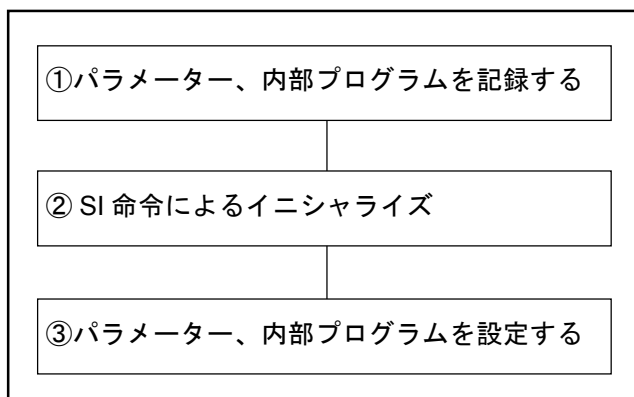 ①パラメーター、内部プログラムを記録する
② SI 命令によるイニシャライズ
③パラメーター、内部プログラムを設定する